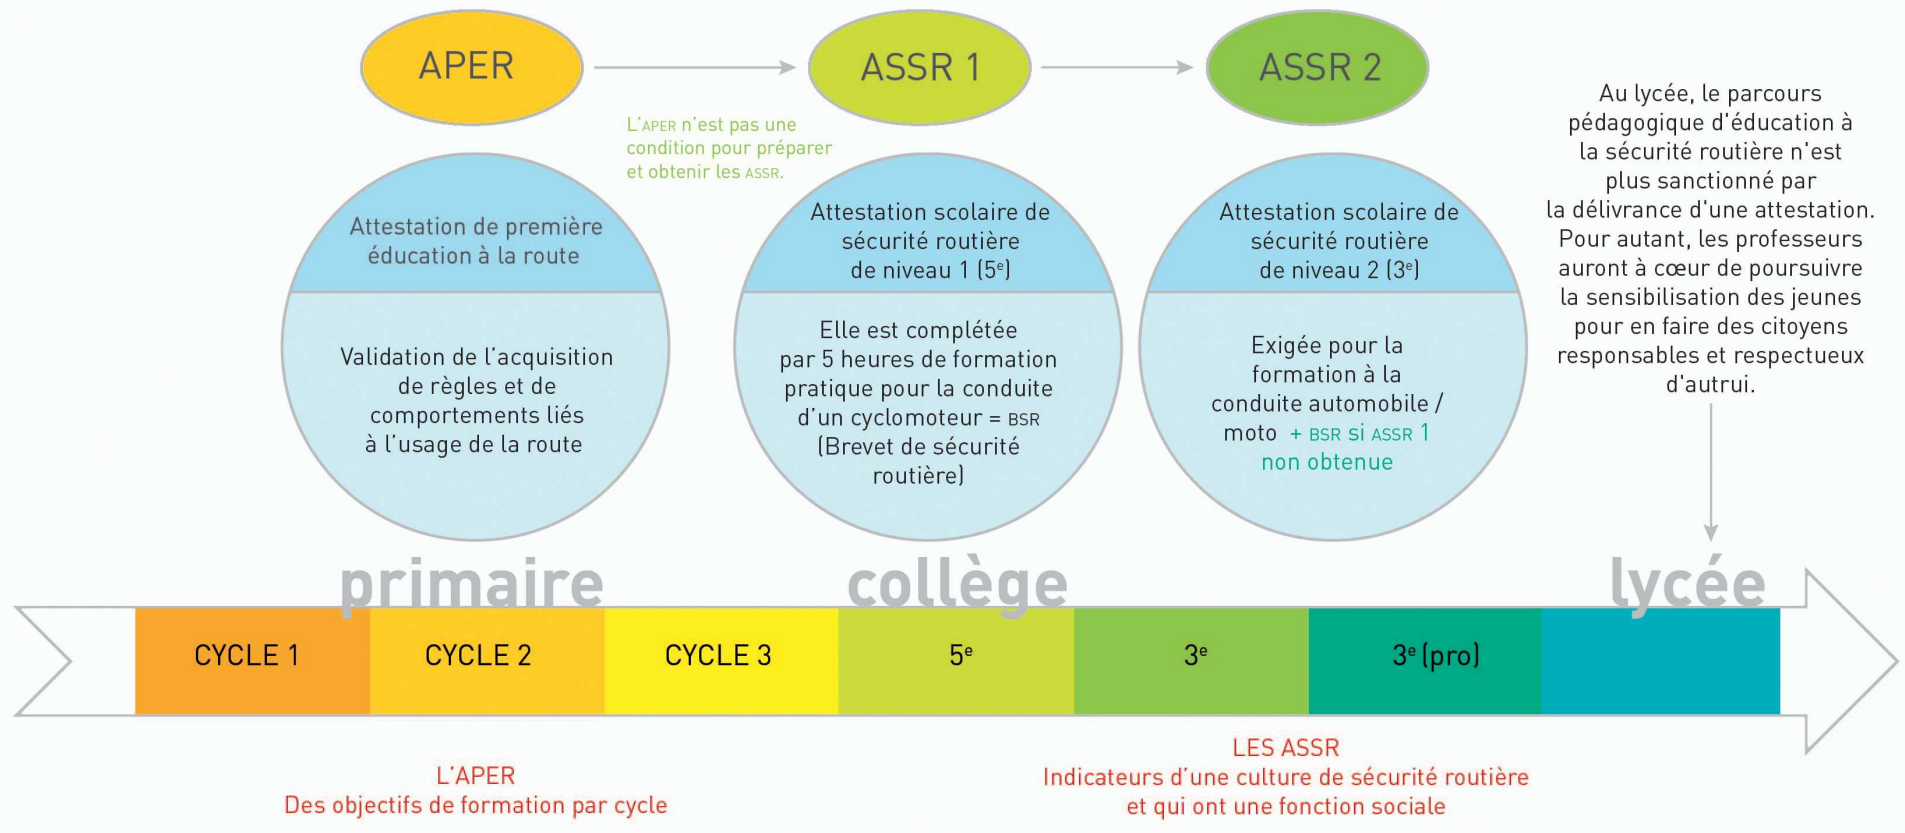 APER
ASSR 1
ASSR 2
L'APER n'est pas une
condition pour préparer
et obtenir les ASSR.
Attestation de première
éducation à la route
Validation de l'acquisition
de règles et de
comportements liés
à l'usage de la route
Attestation scolaire de
sécurité routière
de niveau 1 (5e)
Elle est complétée
par 5 heures de formation
pratique pour la conduite
d'un cyclomoteur = BSR
(Brevet de sécurité
routière)
Attestation scolaire de
sécurité routière
de niveau 2 (3e)
Exigée pour la
formation à la
conduite automobile /
moto + BSR si ASSR 1
non obtenue
Au lycée, le parcours
pédagogique d'éducation à
la sécurité routière n'est
plus sanctionné par
la délivrance d'une attestation.
Pour autant, les professeurs
auront à cœur de poursuivre
la sensibilisation des jeunes
pour en faire des citoyens
responsables et respectueux
d'autrui.
primaire
collège
lycée
CYCLE 1
CYCLE 2
CYCLE 3
5e
3e
3e (pro)
L'APER
Des objectifs de formation par cycle
LES ASSR
Indicateurs d'une culture de sécurité routière
et qui ont une fonction sociale